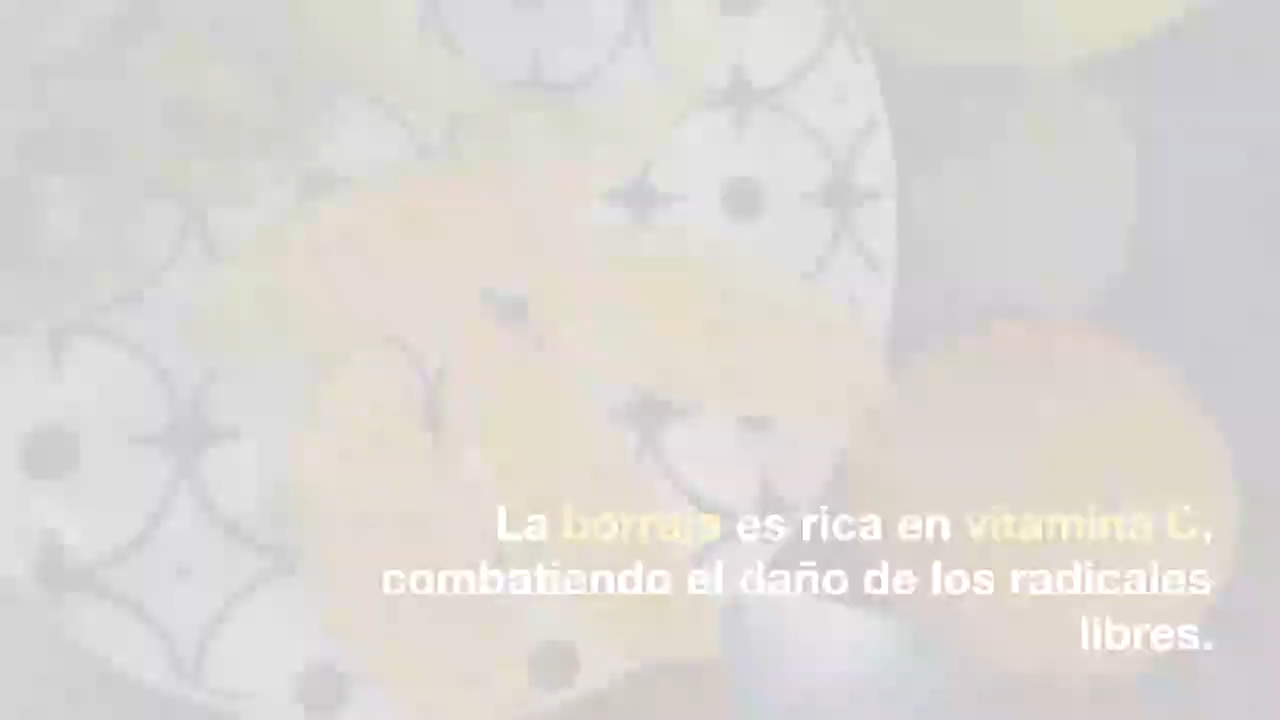 La borraja es rica en vitamina C,
combatiendo el daño de los radicales
libres.